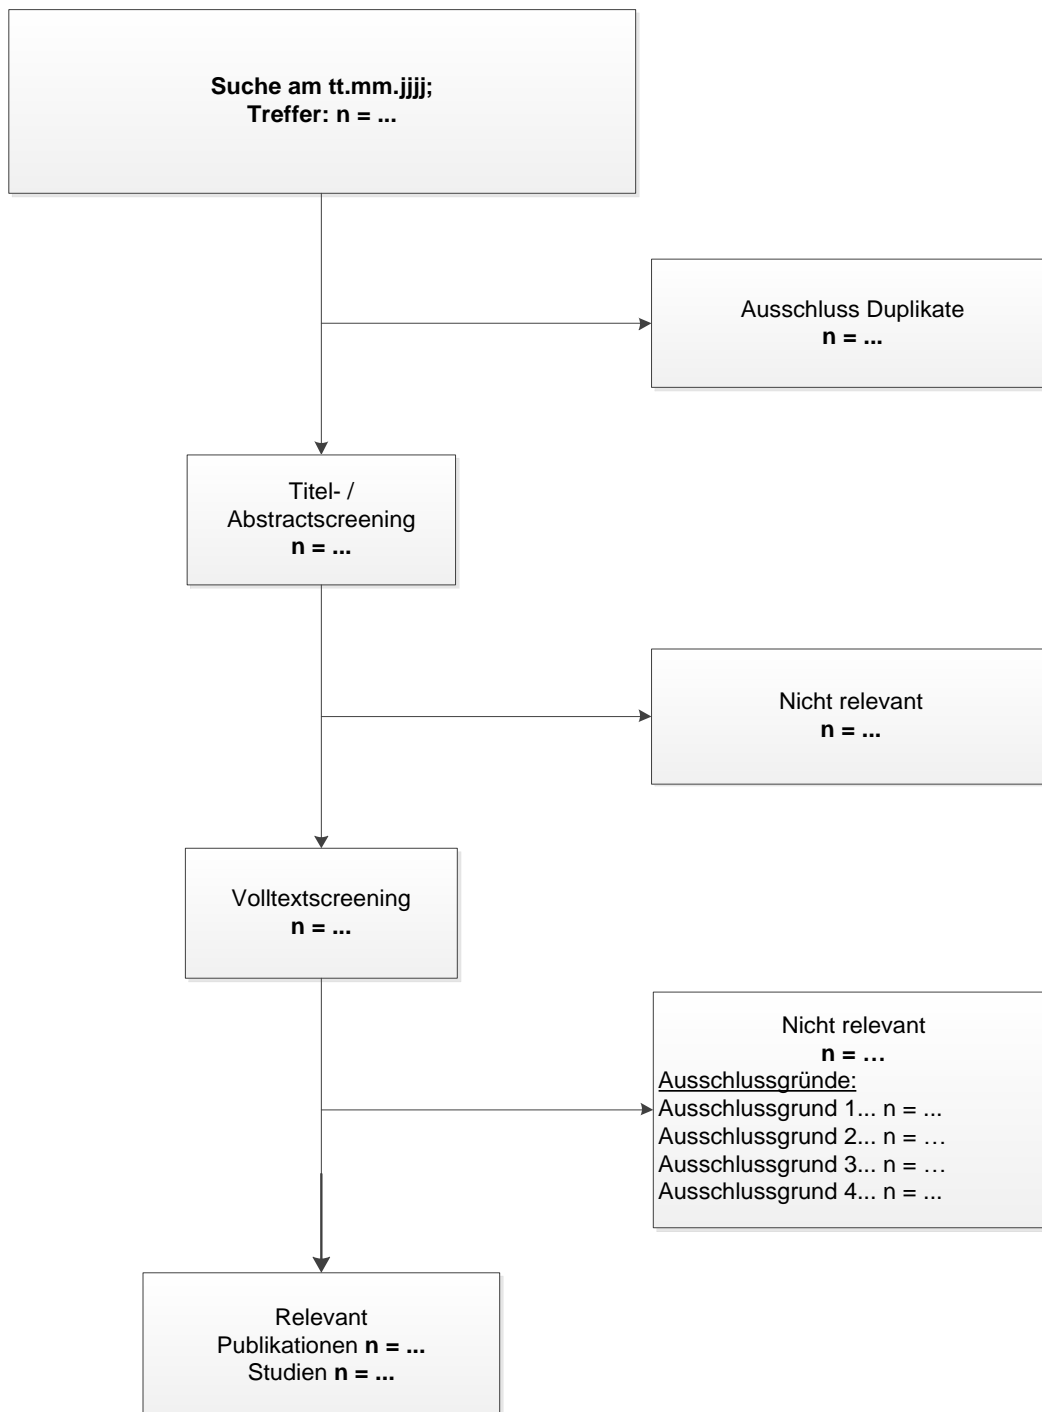 Suche am tt.mm.jjjj;
Treffer: n = ...
Ausschluss Duplikate
n = ...
Titel- /
Abstractscreening
n = ...
Nicht relevant
n = ...
Volltextscreening
n = ...
Nicht relevant
n = …
Ausschlussgründe:
Ausschlussgrund 1... n = ...
Ausschlussgrund 2... n = …
Ausschlussgrund 3... n = …
Ausschlussgrund 4... n = ...
Relevant
Publikationen n = ...
Studien n = ...